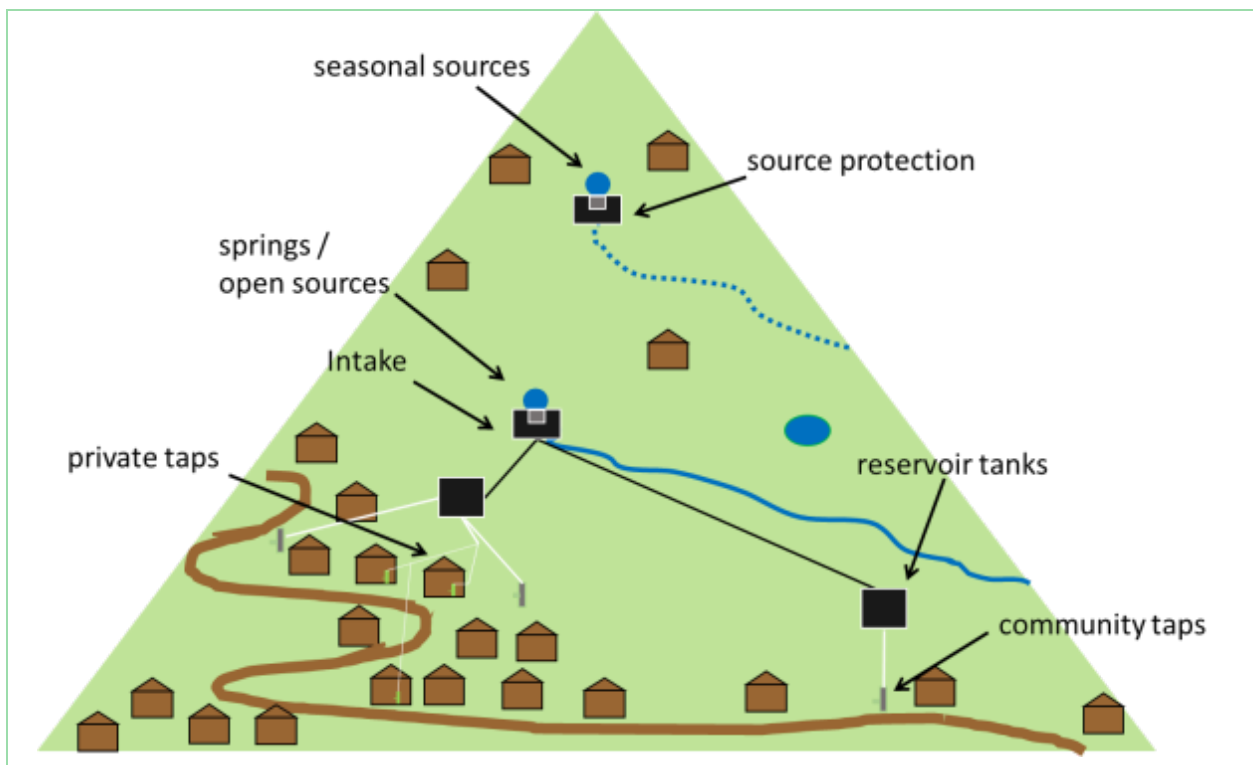 seasonal sources
source protection
springs /
open sources
Intake
private taps
reservoir tanks
community taps